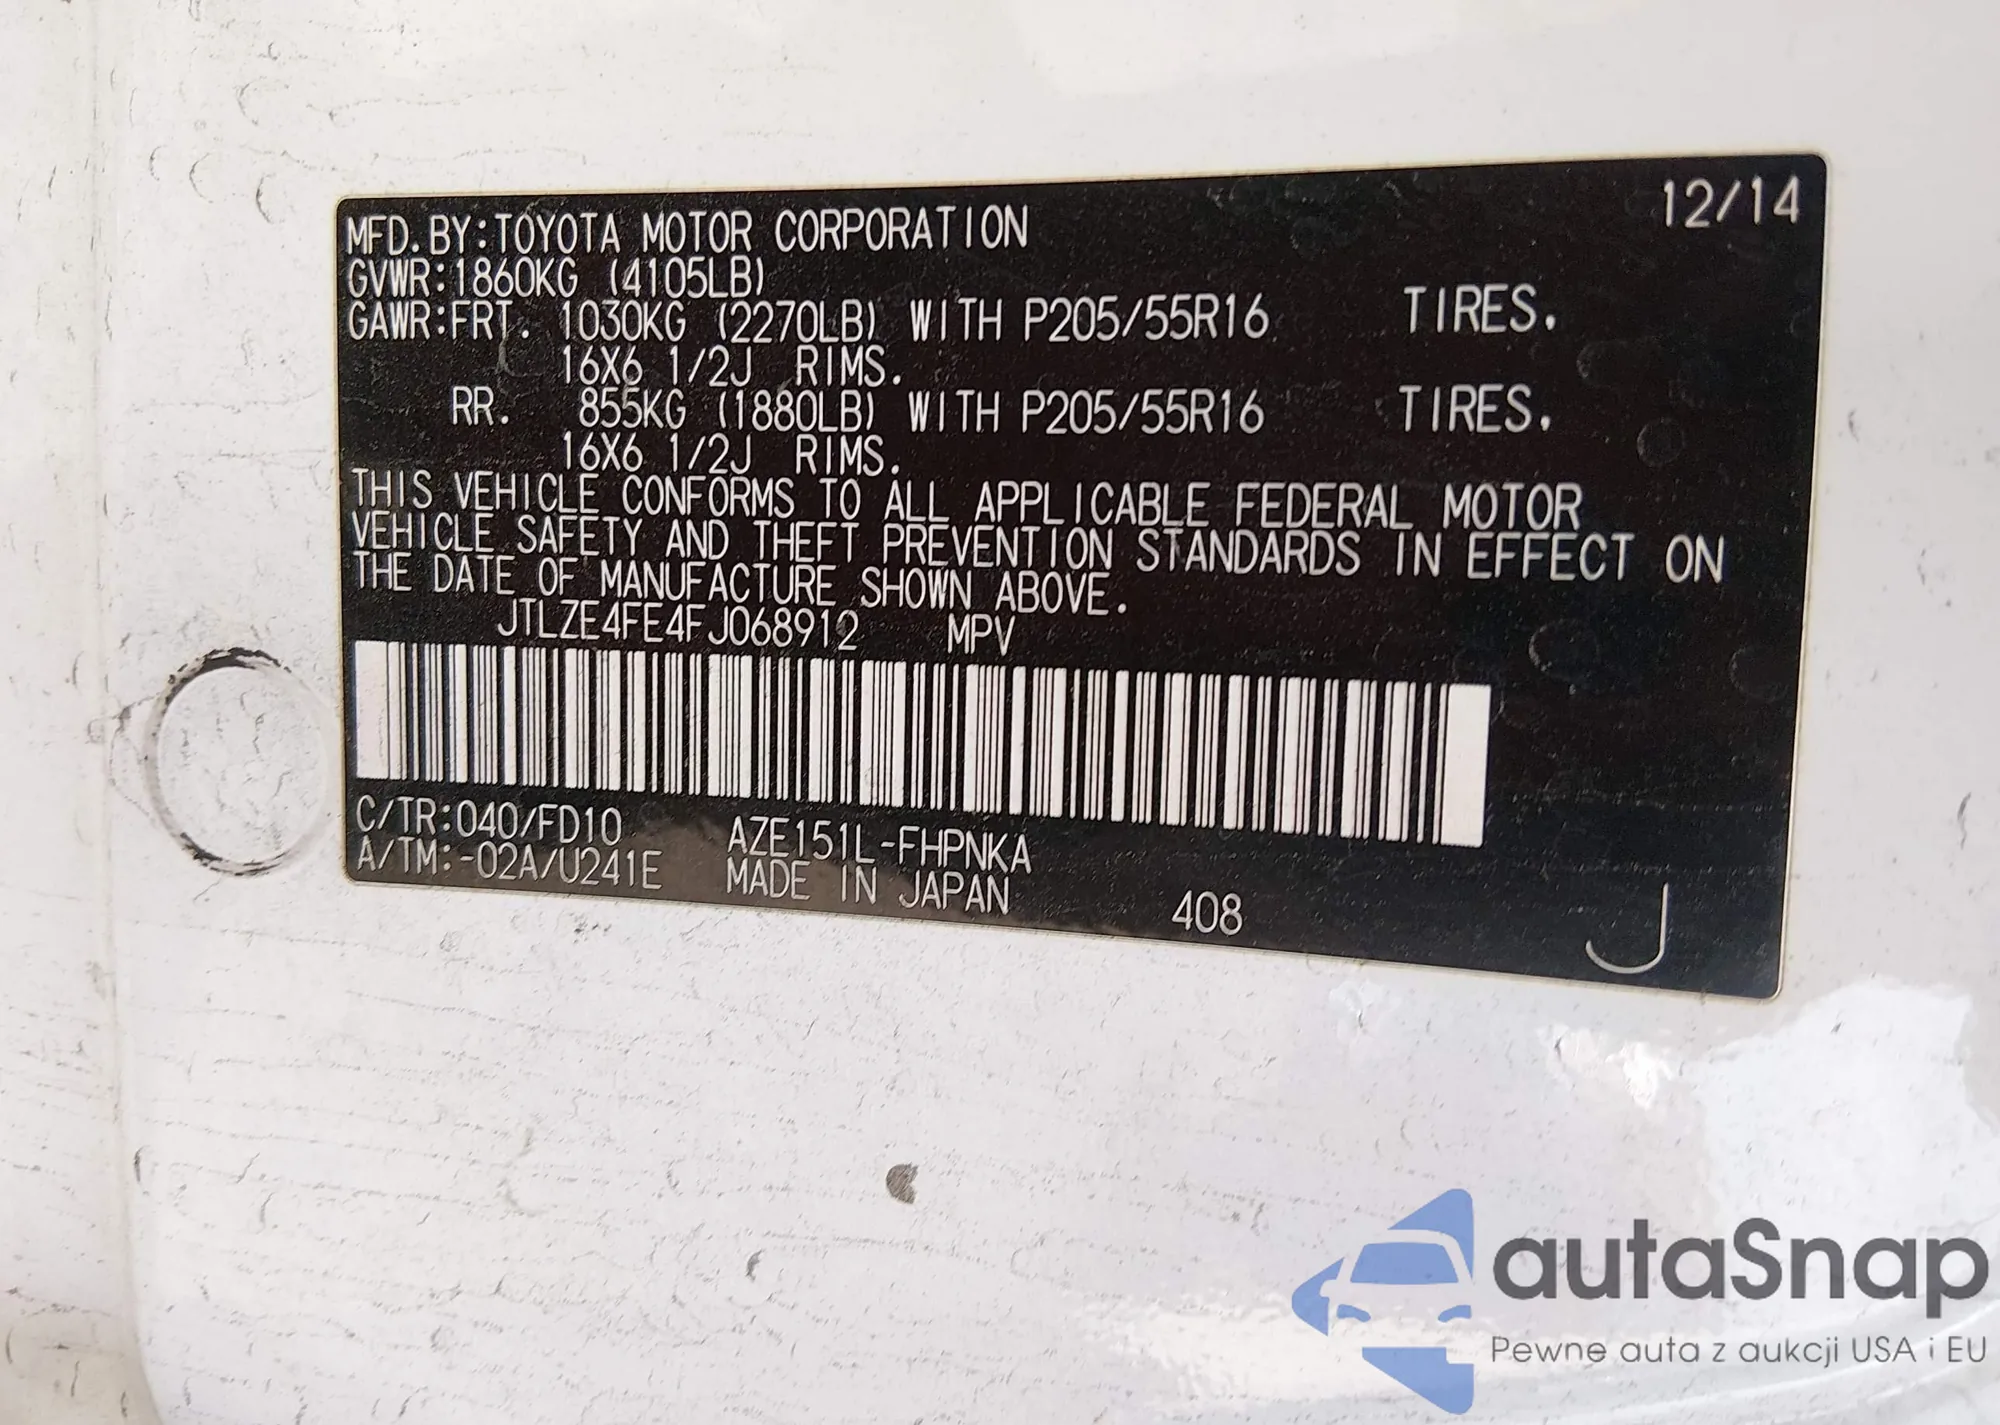 12/14
MFD.BY:TOYOTA MOTOR CORPORATION
GVWR:1860KG (4105LB)
GAWR:FRT. 1030KG (2270LB) WITH P205/55R16 TIRES.
16X6 1/2J RIMS.
RR. 855KG (1880LB) WITH P205/55R16 TIRES.
16X6 1/2J RIMS.
THIS VEHICLE CONFORMS TO ALL APPLICABLE FEDERAL MOTOR
VEHICLE SAFETY AND THEFT PREVENTION STANDARDS IN EFFECT ON
THE DATE OF MANUFACTURE SHOWN ABOVE.
JTLZE4FE4FJ068912 MPV
C/TR:040/FD10 AZE151L-FHPNKA
A/TM:-02A/U241E MADE IN JAPAN 408 J
autaSnap
Pewne auta z aukcji USA i EU